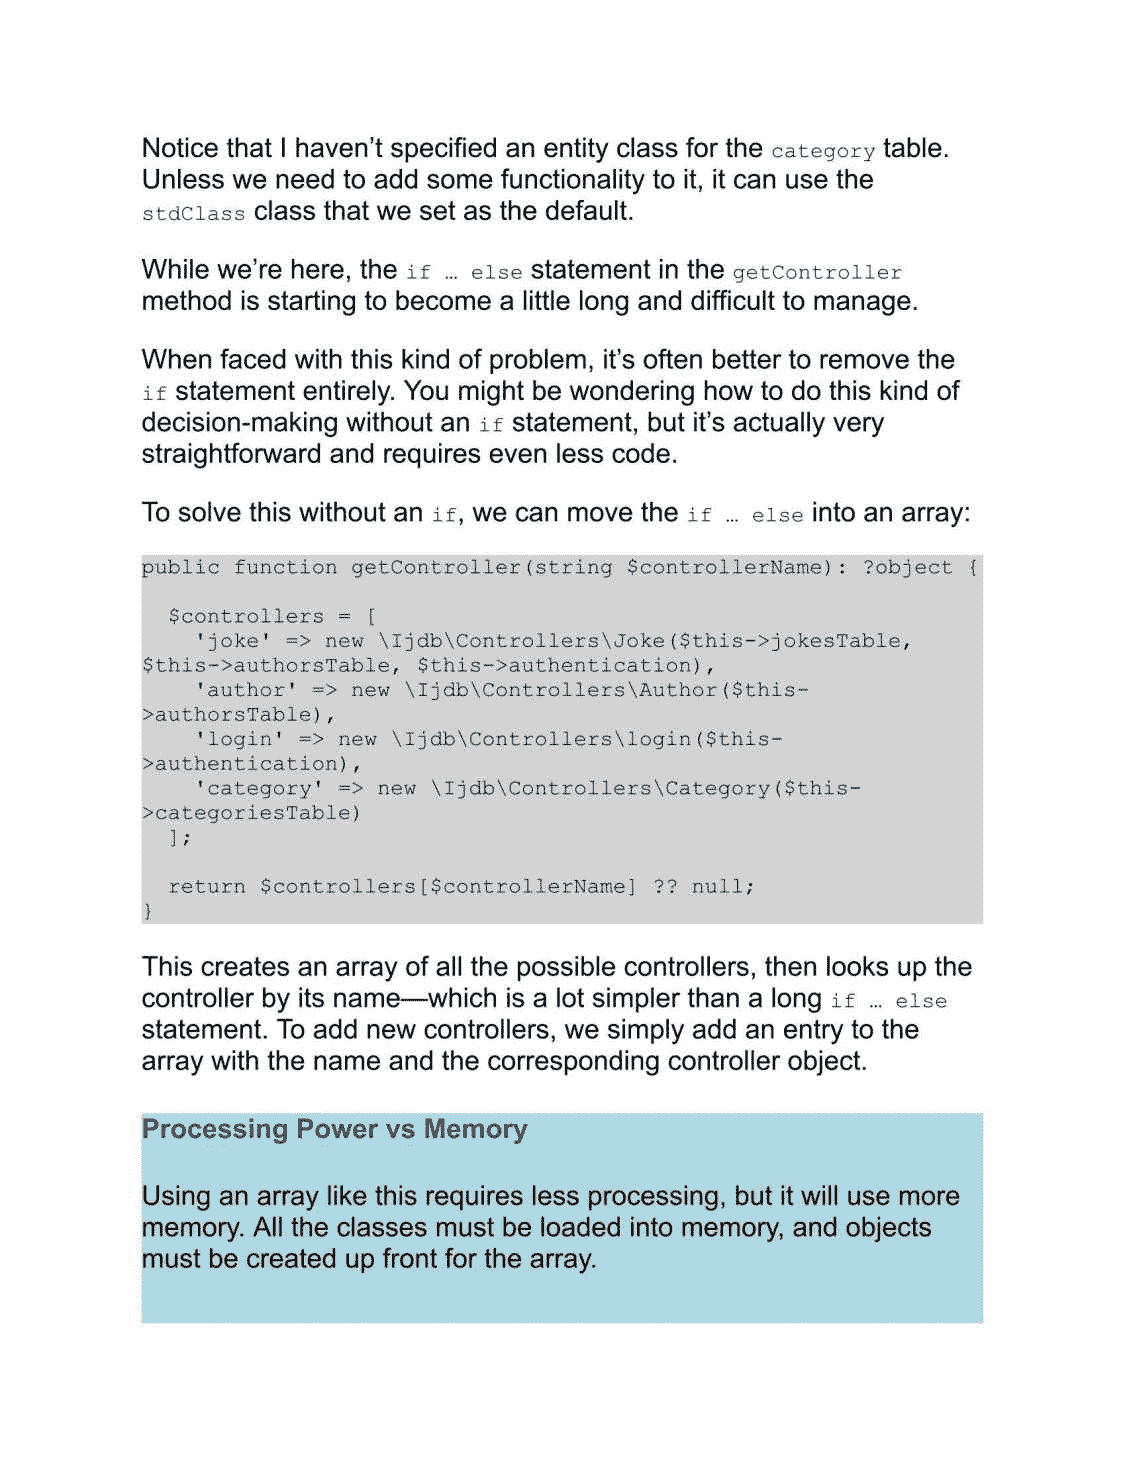 Notice that I haven’t specified an entity class for the category table.
Unless we need to add some functionality to it, it can use the
stdClass class that we set as the default.
While we’re here, the if … else statement in the getController
method is starting to become a little long and difficult to manage.
When faced with this kind of problem, it’s often better to remove the
if statement entirely. You might be wondering how to do this kind of
decision-making without an if statement, but it’s actually very
straightforward and requires even less code.
To solve this without an if, we can move the if … else into an array:
public function getController(string $controllerName): ?object {
  $controllers = [
    'joke' => new \Ijdb\Controllers\Joke($this->jokesTable,
$this->authorsTable, $this->authentication),
    'author' => new \Ijdb\Controllers\Author($this-
>authorsTable),
    'login' => new \Ijdb\Controllers\login($this-
>authentication),
    'category' => new \Ijdb\Controllers\Category($this-
>categoriesTable)
  ];
  return $controllers[$controllerName] ?? null;
}
This creates an array of all the possible controllers, then looks up the
controller by its name—which is a lot simpler than a long if … else
statement. To add new controllers, we simply add an entry to the
array with the name and the corresponding controller object.
Processing Power vs Memory
Using an array like this requires less processing, but it will use more
memory. All the classes must be loaded into memory, and objects
must be created up front for the array.